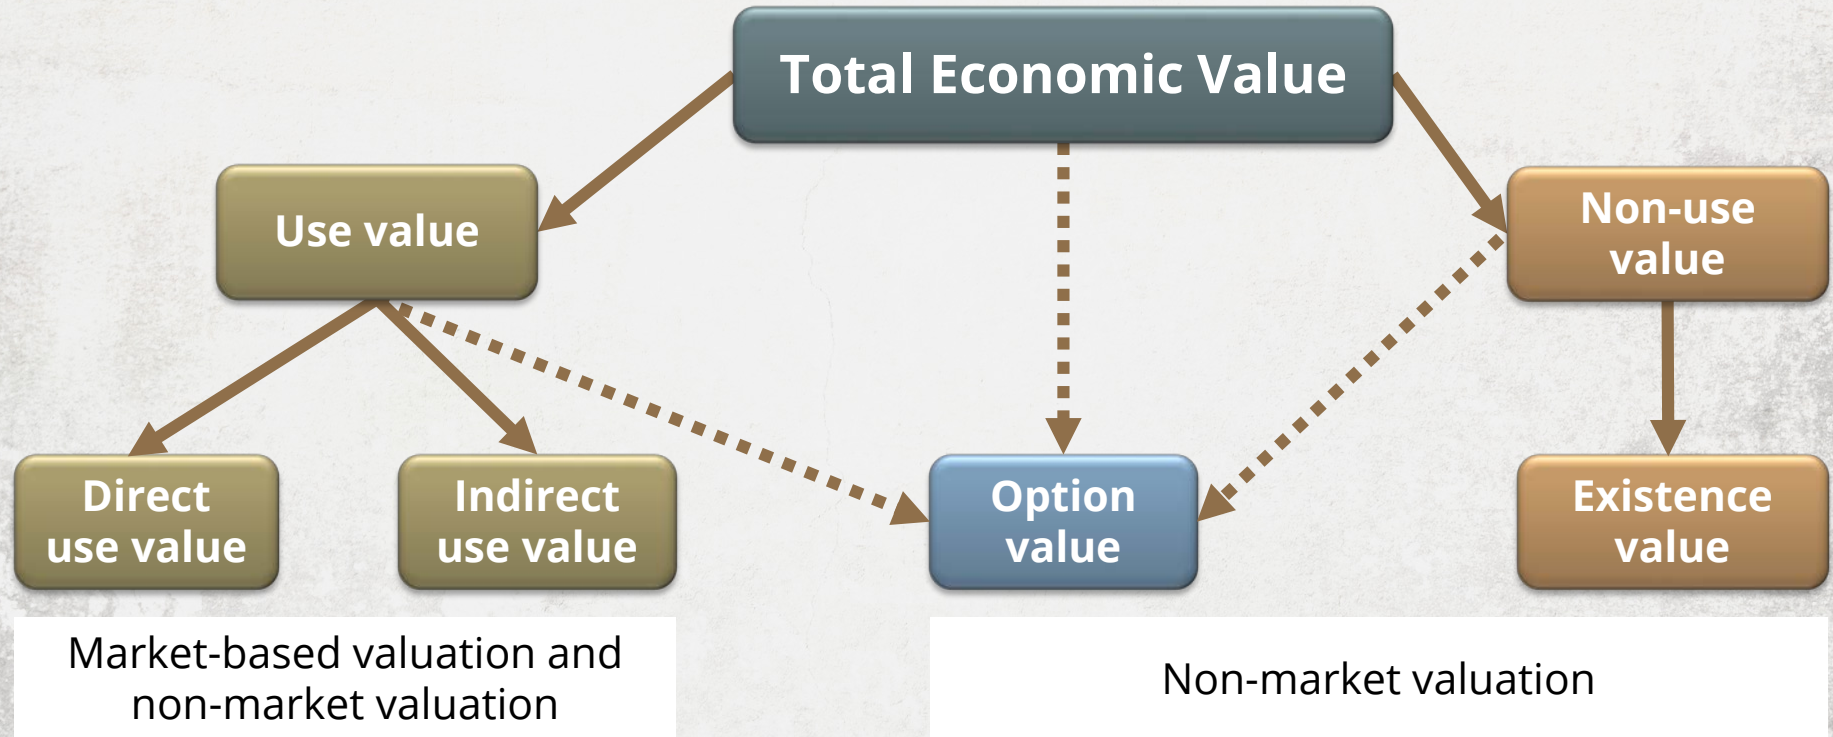 Total Economic Value
Use value
Non-use
value
Direct
use value
Indirect
use value
Option
value
Existence
value
Market-based valuation and
non-market valuation
Non-market valuation